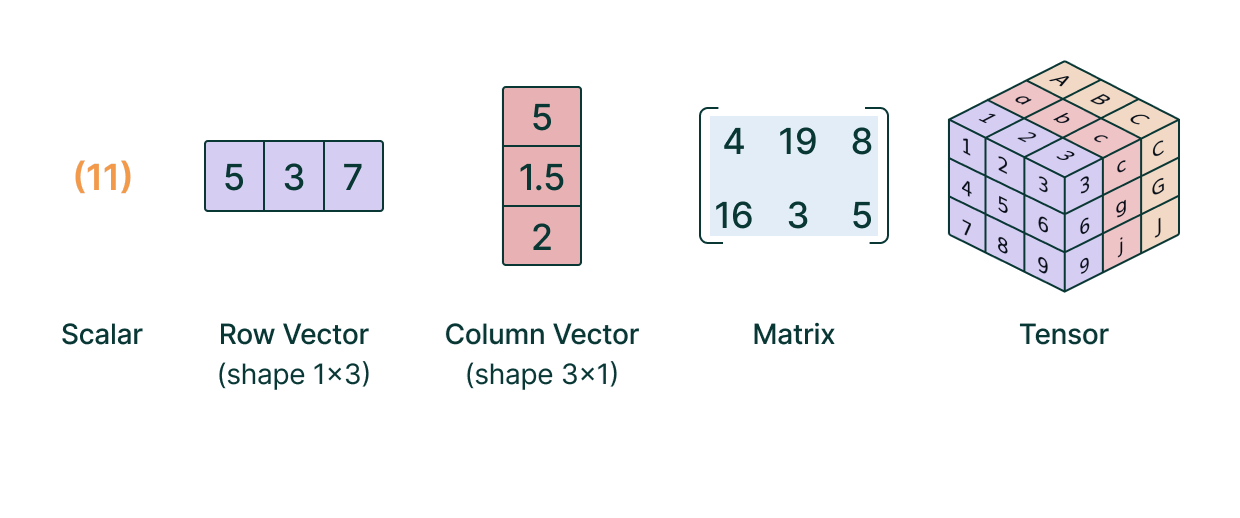 (11)
5 3 7
5
1.5
2
4 19 8
16 3 5
A B C
a b c
1 2 3
1 2 3
4 5 6
7 8 9
3 c C
6 g G
9 j J
Scalar
Row Vector
(shape 1×3)
Column Vector
(shape 3×1)
Matrix
Tensor